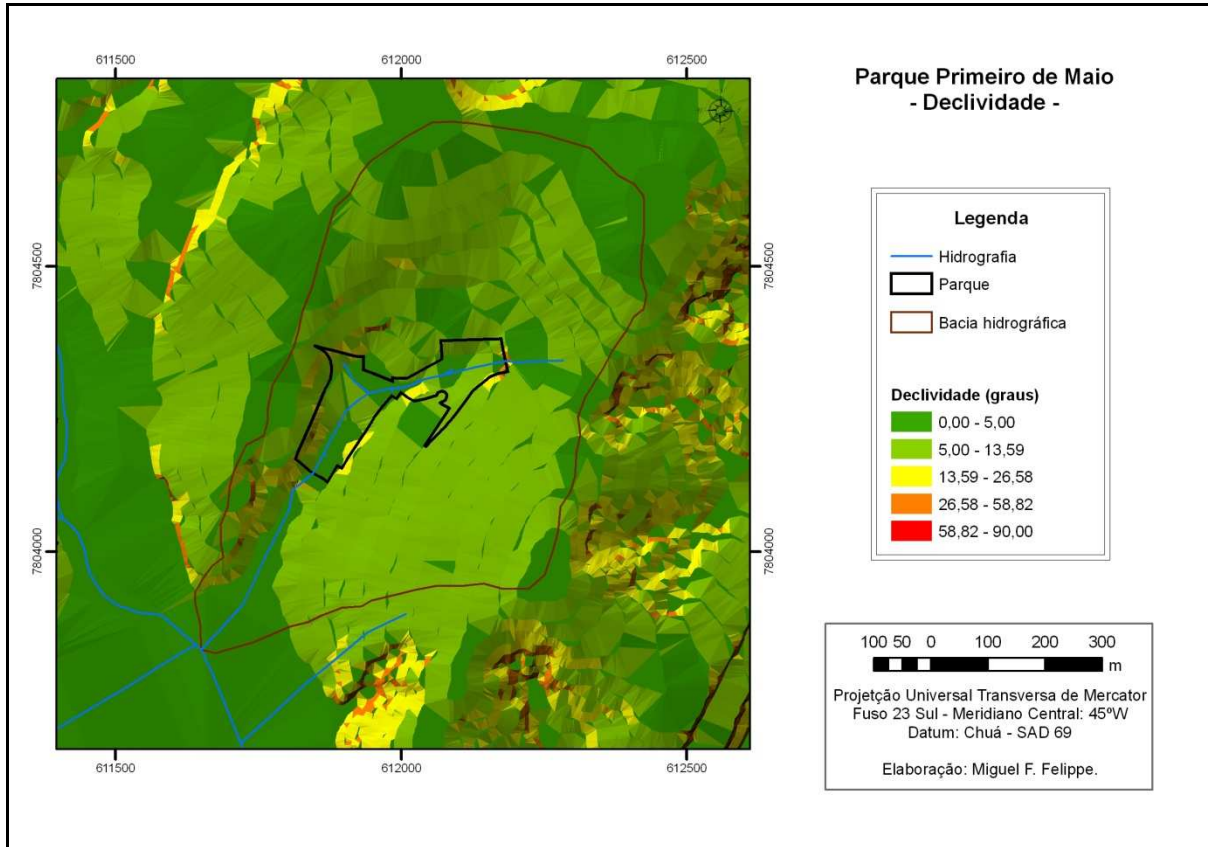 611500
612000
612500
Parque Primeiro de Maio
- Declividade -
7804500
7804500
7804000
7804000
611500
612000
612500
Legenda
Hidrografia
Parque
Bacia hidrográfica
Declividade (graus)
0,00 - 5,00
5,00 - 13,59
13,59 - 26,58
26,58 - 58,82
58,82 - 90,00
100 50 0 100 200 300
m
Projetção Universal Transversa de Mercator
Fuso 23 Sul - Meridiano Central: 45ºW
Datum: Chuá - SAD 69
Elaboração: Miguel F. Felippe.